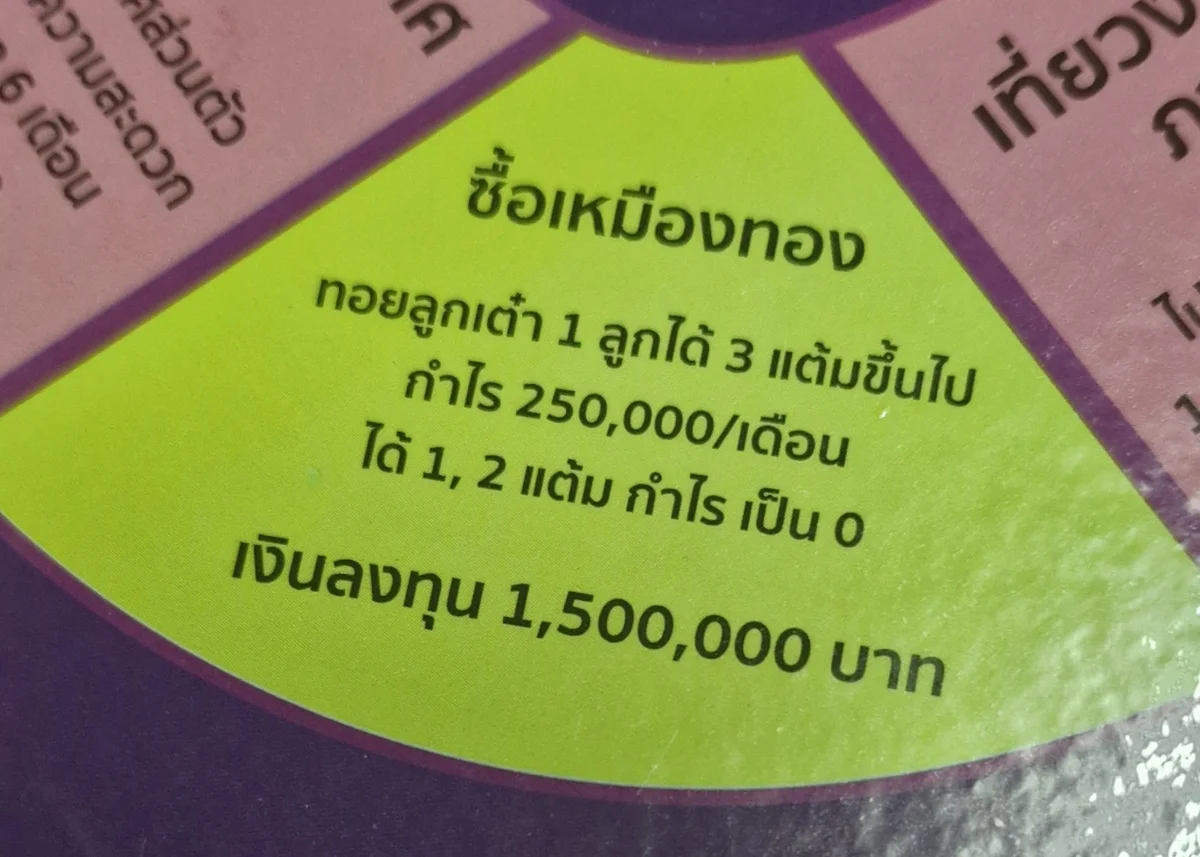 ศส่วนตัว
ความสะดวก
6 เดือน
ซื้อเหมืองทอง
ทอยลูกเต๋า 1 ลูกได้ 3 แต้มขึ้นไป
กำไร 250,000/เดือน
ได้ 1, 2 แต้ม กำไร เป็น 0
เงินลงทุน 1,500,000 บาท
เที่ยวง